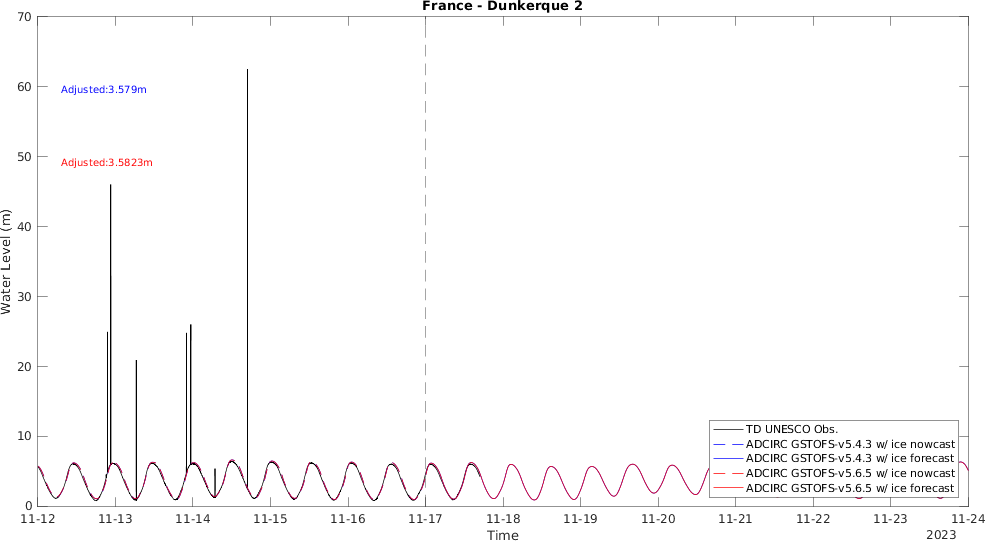 France - Dunkerque 2
70
60
50
40
30
20
10
0
Water Level (m)
Adjusted:3.579m
Adjusted:3.5823m
TD UNESCO Obs.
ADCIRC GSTOFS-v5.4.3 w/ ice nowcast
ADCIRC GSTOFS-v5.4.3 w/ ice forecast
ADCIRC GSTOFS-v5.6.5 w/ ice nowcast
ADCIRC GSTOFS-v5.6.5 w/ ice forecast
11-12 11-13 11-14 11-15 11-16 11-17 11-18 11-19 11-20 11-21 11-22 11-23 11-24
Time
2023